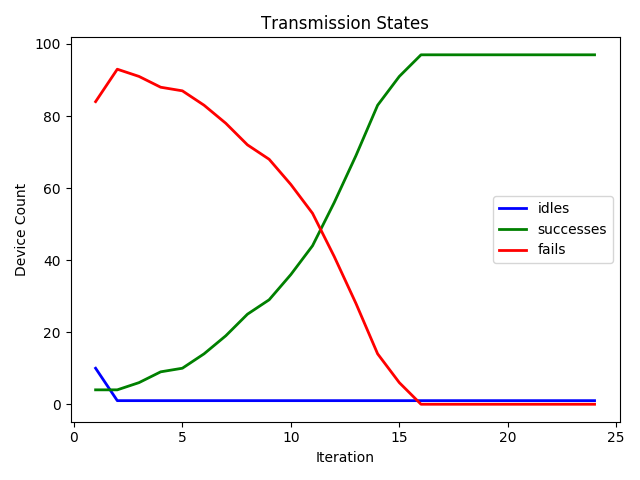 Transmission States
Device Count
100
80
60
40
20
0
idles
successes
fails
0 5 10 15 20 25
Iteration